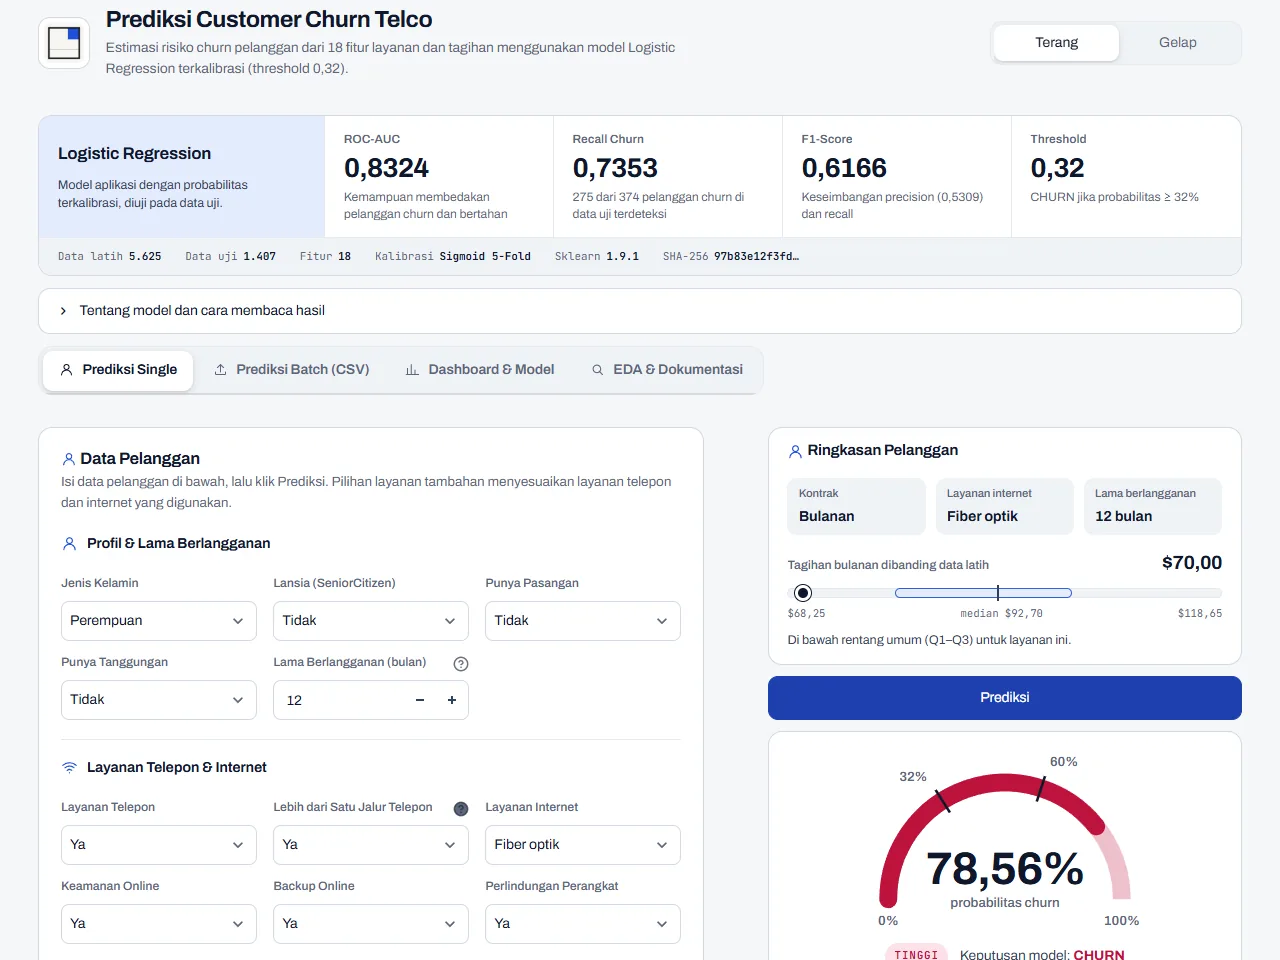 Prediksi Customer Churn Telco
Estimasi risiko churn pelanggan dari 18 fitur layanan dan tagihan menggunakan model Logistic
Regression terkalibrasi (threshold 0,32).
Terang
Gelap
Logistic Regression
Model aplikasi dengan probabilitas
terkalibrasi, diuji pada data uji.
ROC-AUC
0,8324
Kemampuan membedakan
pelanggan churn dan bertahan
Recall Churn
0,7353
275 dari 374 pelanggan churn di
data uji terdeteksi
F1-Score
0,6166
Keseimbangan precision (0,5309)
dan recall
Threshold
0,32
CHURN jika probabilitas ≥ 32%
Data latih 5.625
Data uji 1.407
Fitur 18
Kalibrasi Sigmoid 5-Fold
Sklearn 1.9.1
SHA-256 97b83e12f3fd…
Tentang model dan cara membaca hasil
Prediksi Single
Prediksi Batch (CSV)
Dashboard & Model
EDA & Dokumentasi
Data Pelanggan
Isi data pelanggan di bawah, lalu klik Prediksi. Pilihan layanan tambahan menyesuaikan layanan telepon
dan internet yang digunakan.
Profil & Lama Berlangganan
Jenis Kelamin
Lansia (SeniorCitizen)
Punya Pasangan
Perempuan
Tidak
Tidak
Punya Tanggungan
Lama Berlangganan (bulan)
?
Tidak
12
Layanan Telepon & Internet
Layanan Telepon
Lebih dari Satu Jalur Telepon
?
Layanan Internet
Ya
Ya
Fiber optik
Keamanan Online
Backup Online
Perlindungan Perangkat
Ya
Ya
Ya
Ringkasan Pelanggan
Kontrak
Bulanan
Layanan internet
Fiber optik
Lama berlangganan
12 bulan
Tagihan bulanan dibanding data latih
$70,00
$68,25
median $92,70
$118,65
Di bawah rentang umum (Q1–Q3) untuk layanan ini.
Prediksi
32%
60%
78,56%
probabilitas churn
0%
100%
TINGGI
Keputusan model: CHURN